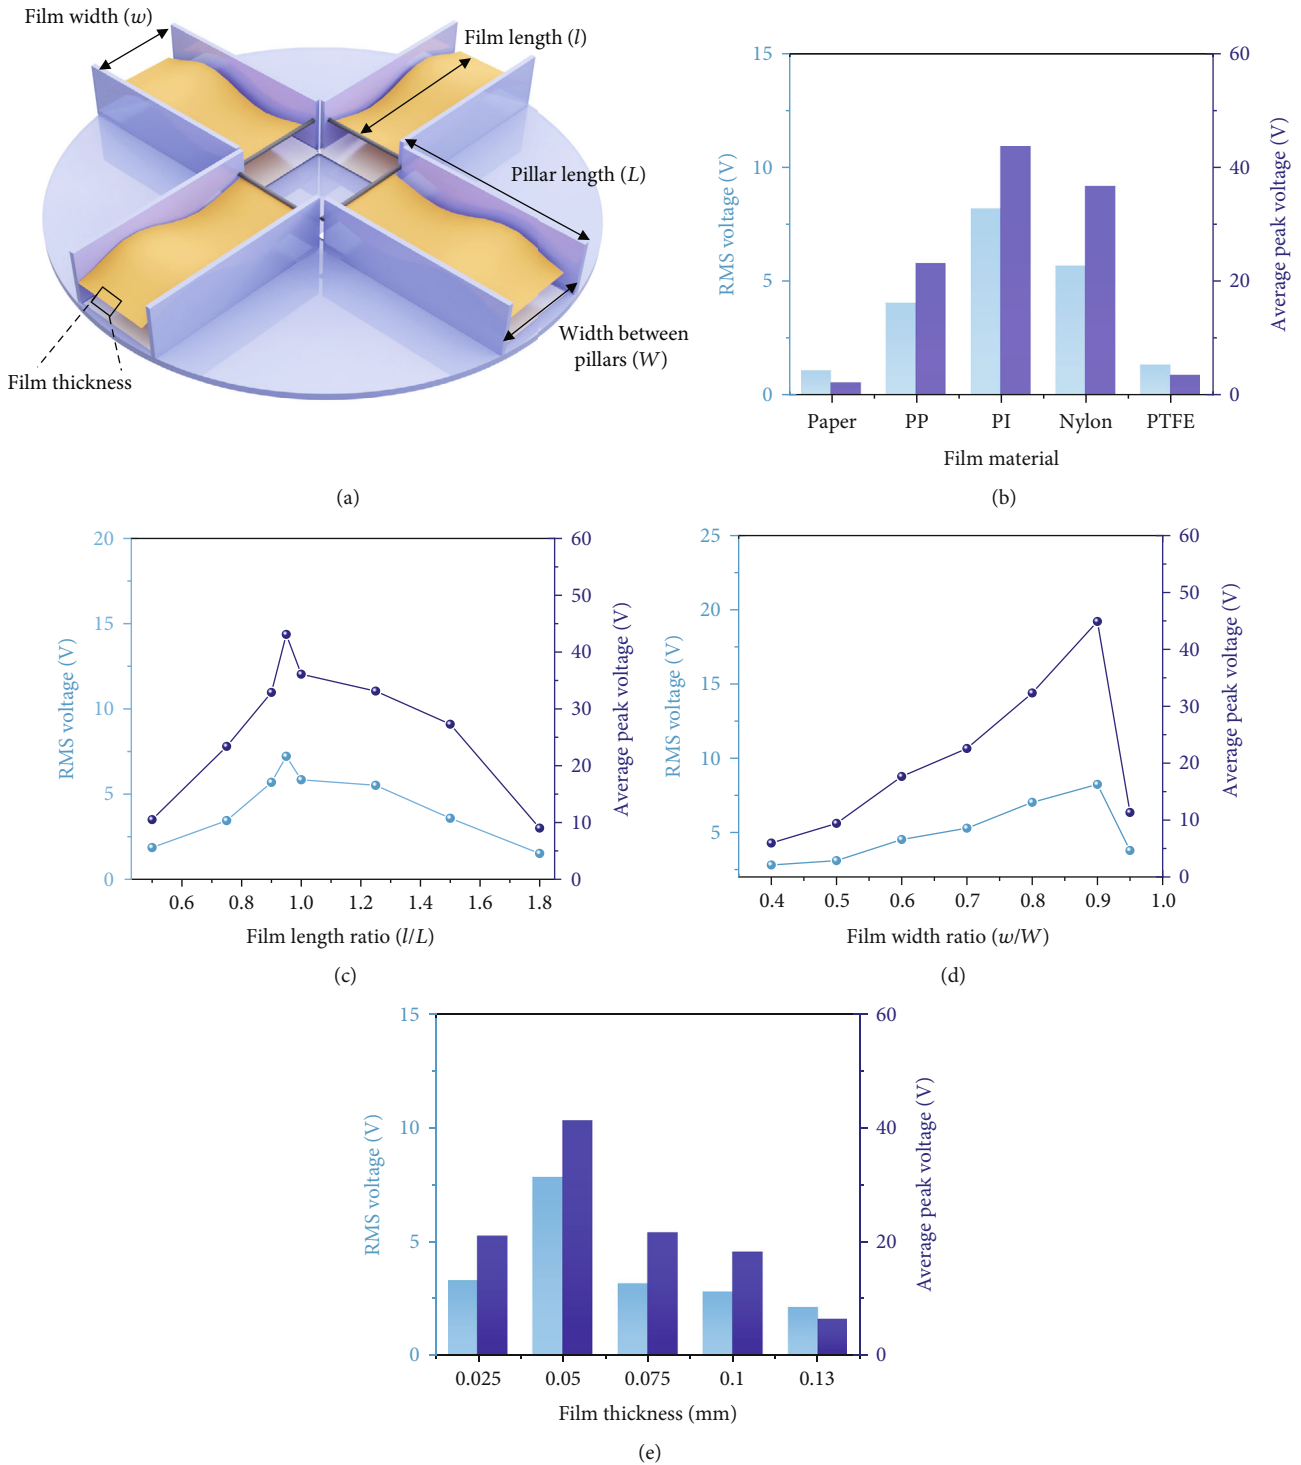 Film width (w)
Film length (l)
Pillar length (L)
Width between
pillars (W)
Film thickness
(a)
15
10
5
0
RMS voltage (V)
60
40
20
0
Average peak voltage (V)
Paper PP PI Nylon PTFE
Film material
(b)
20
15
10
5
0
RMS voltage (V)
60
50
40
30
20
10
0
Average peak voltage (V)
0.6 0.8 1.0 1.2 1.4 1.6 1.8
Film length ratio (l/L)
(c)
25
20
15
10
5
RMS voltage (V)
60
50
40
30
20
10
0
Average peak voltage (V)
0.4 0.5 0.6 0.7 0.8 0.9 1.0
Film width ratio (w/W)
(d)
15
10
5
0
RMS voltage (V)
60
40
20
0
Average peak voltage (V)
0.025 0.05 0.075 0.1 0.13
Film thickness (mm)
(e)